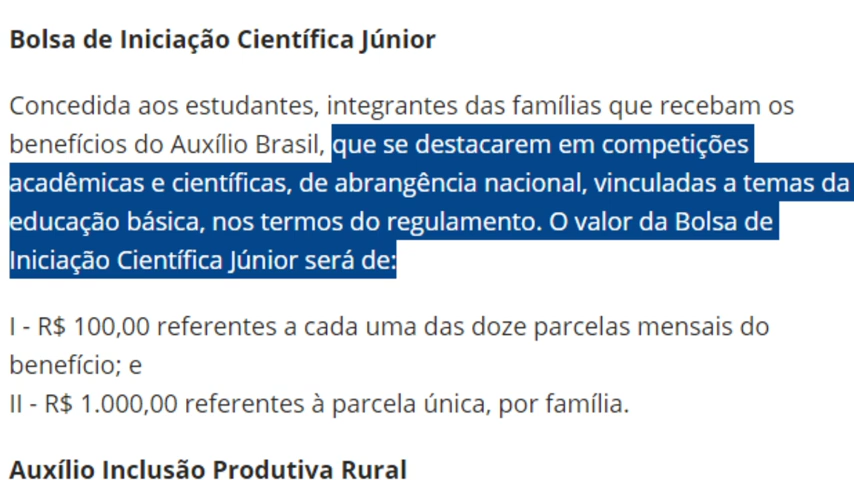 Bolsa de Iniciação Científica Júnior
Concedida aos estudantes, integrantes das famílias que recebam os
benefícios do Auxílio Brasil, que se destacarem em competições
acadêmicas e científicas, de abrangência nacional, vinculadas a temas da
educação básica, nos termos do regulamento. O valor da Bolsa de
Iniciação Científica Júnior será de:
I - R$ 100,00 referentes a cada uma das doze parcelas mensais do
benefício; e
II - R$ 1.000,00 referentes à parcela única, por família.
Auxílio Inclusão Produtiva Rural